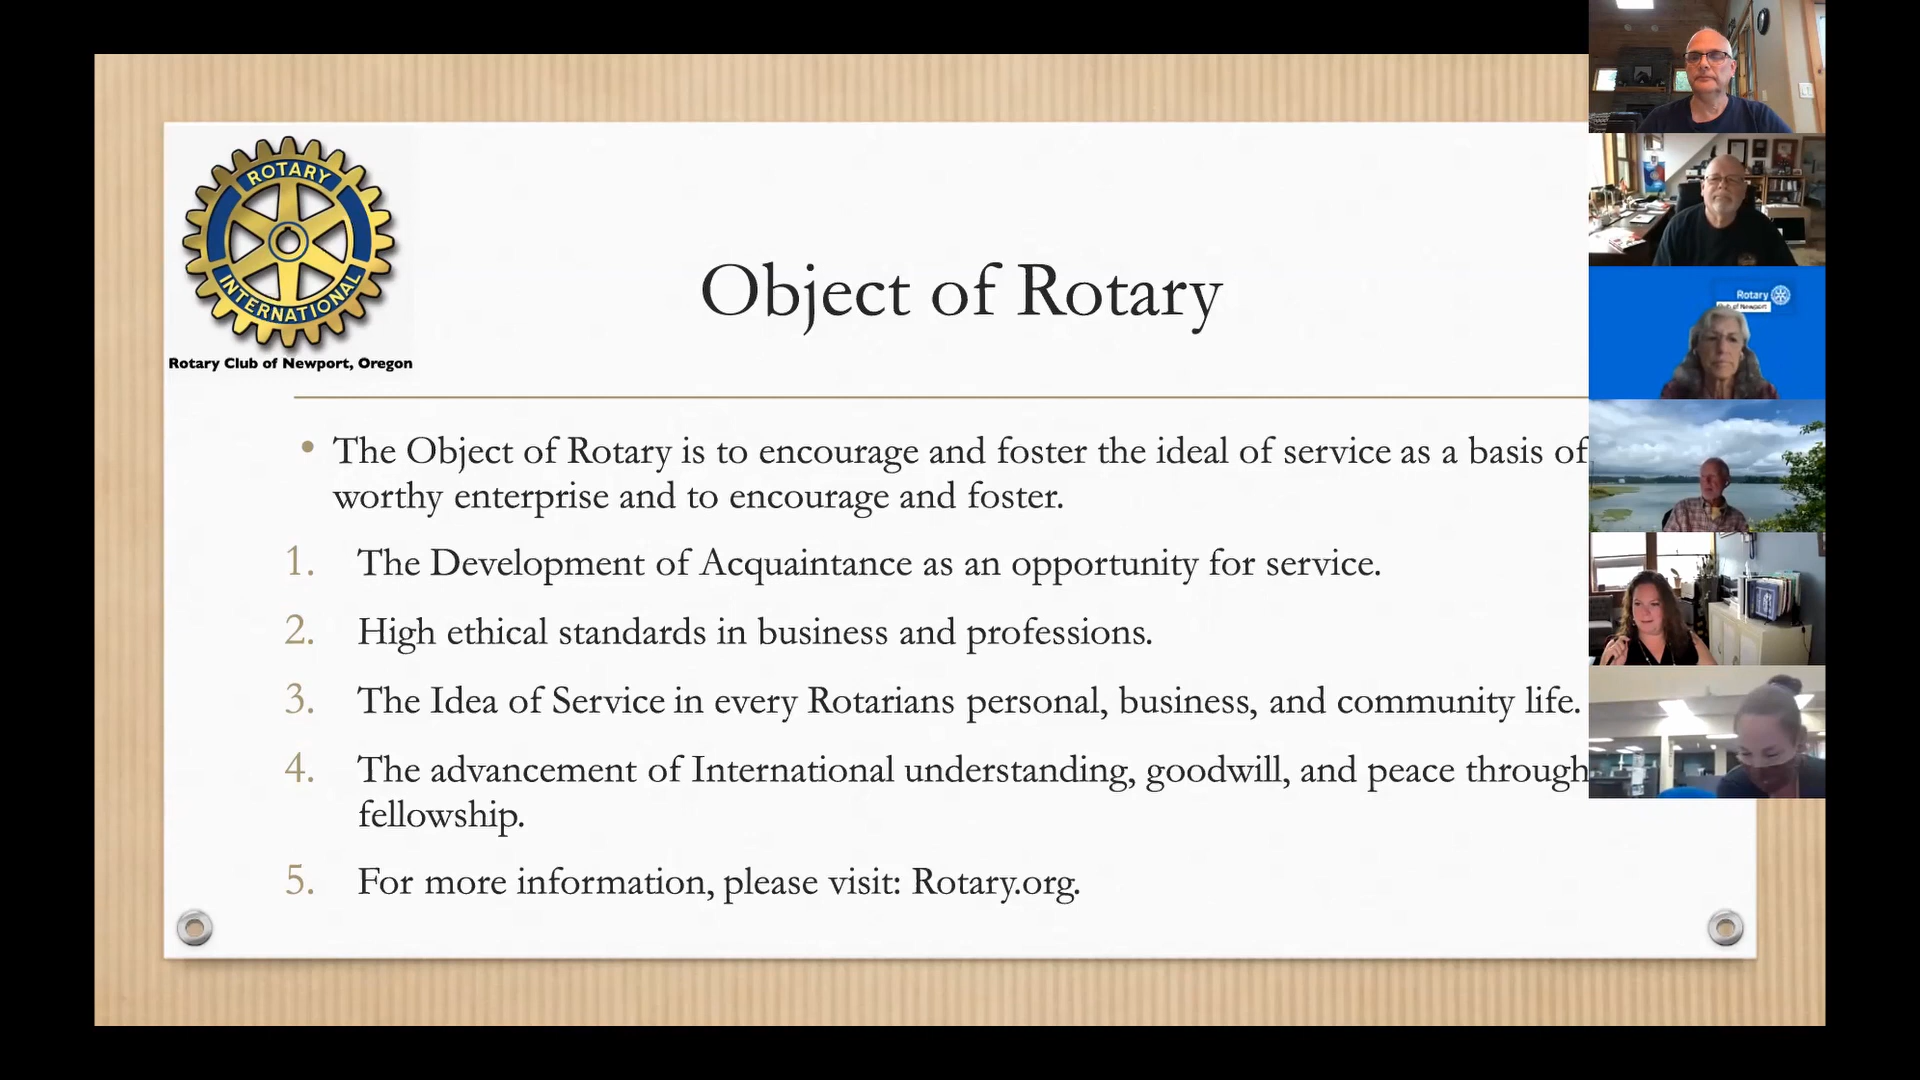 ROTARY
INTERNATIONAL
Rotary Club of Newport, Oregon
Object of Rotary
• The Object of Rotary is to encourage and foster the ideal of service as a basis of
worthy enterprise and to encourage and foster.
1. The Development of Acquaintance as an opportunity for service.
2. High ethical standards in business and professions.
3. The Idea of Service in every Rotarians personal, business, and community life.
4. The advancement of International understanding, goodwill, and peace through
fellowship.
5. For more information, please visit: Rotary.org.
Rotary
Club of Newport